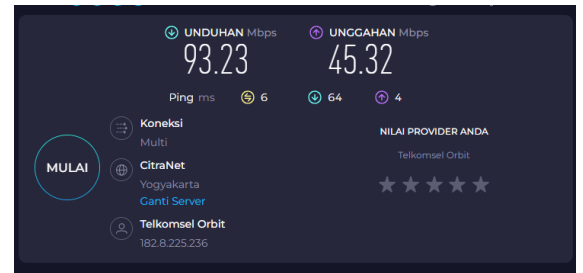 UNDUHAN Mbps
93.23
UNGGAHAN Mbps
45.32
Ping ms 6 64 4
MULAI
Koneksi
Multi
CitraNet
Yogyakarta
Ganti Server
Telkomsel Orbit
182.8.225.236
NILAI PROVIDER ANDA
Telkomsel Orbit